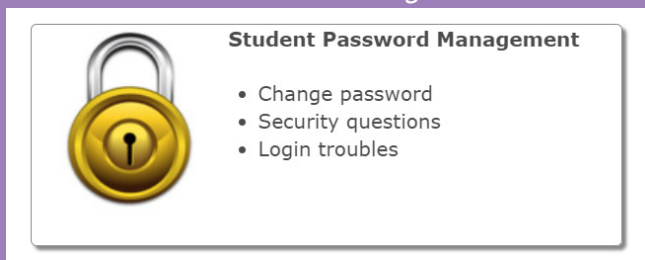 Student Password Management
• Change password
• Security questions
• Login troubles